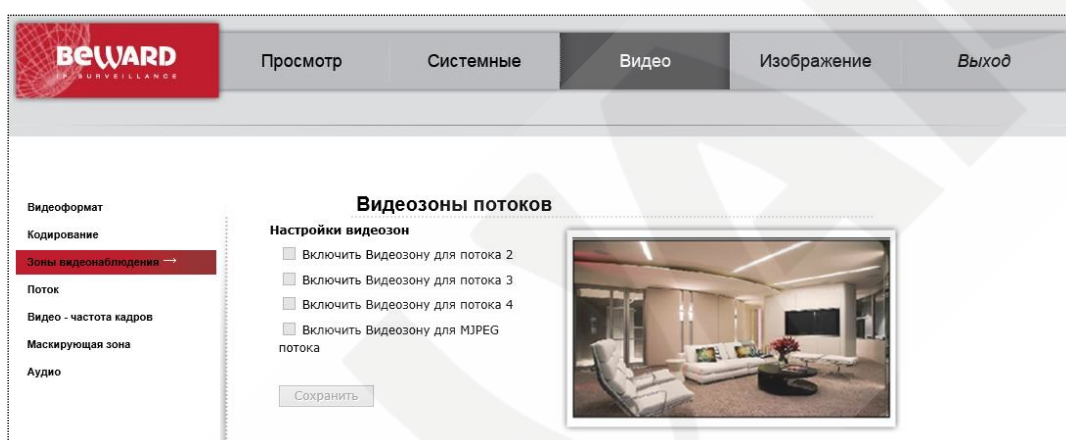 BEWARD
IP SURVEILLANCE
Просмотр
Системные
Видео
Изображение
Выход
Видеоформат
Кодирование
Зоны видеонаблюдения →
Поток
Видео - частота кадров
Маскирующая зона
Аудио
Видеозоны потоков
Настройки видеозон
Включить Видеозону для потока 2
Включить Видеозону для потока 3
Включить Видеозону для потока 4
Включить Видеозону для MJPEG
потока
Сохранить